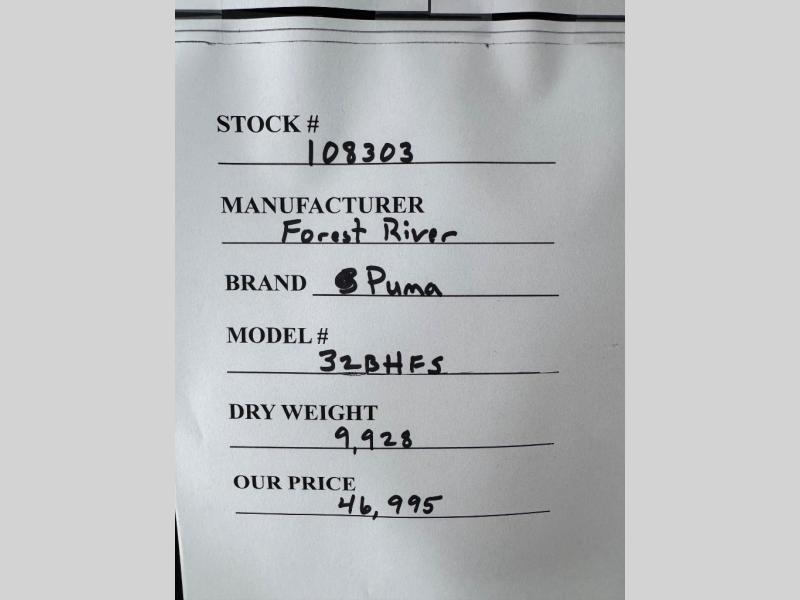 STOCK #
108303
MANUFACTURER
Forest River
BRAND Puma
MODEL #
32BHFS
DRY WEIGHT
9,928
OUR PRICE
46,995